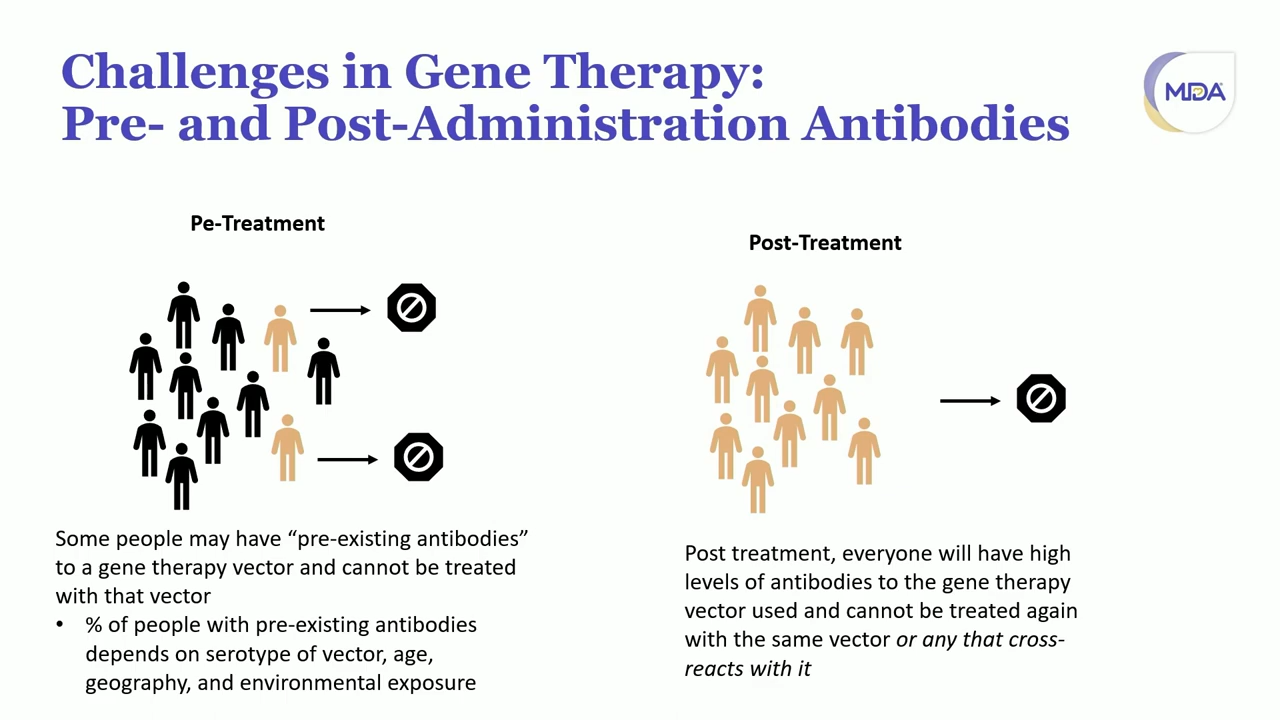 Challenges in Gene Therapy:
Pre- and Post-Administration Antibodies
MDA
Pe-Treatment
Some people may have “pre-existing antibodies”
to a gene therapy vector and cannot be treated
with that vector
• % of people with pre-existing antibodies
depends on serotype of vector, age,
geography, and environmental exposure
Post-Treatment
Post treatment, everyone will have high
levels of antibodies to the gene therapy
vector used and cannot be treated again
with the same vector or any that cross-
reacts with it